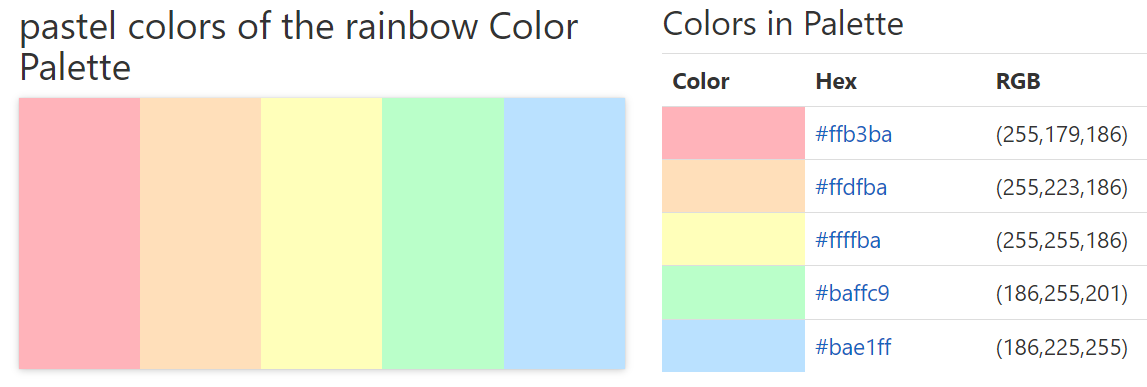 pastel colors of the rainbow Color
Palette
Colors in Palette
Color Hex RGB
#ffb3ba (255,179,186)
#ffdfba (255,223,186)
#ffffba (255,255,186)
#baffc9 (186,255,201)
#bae1ff (186,225,255)